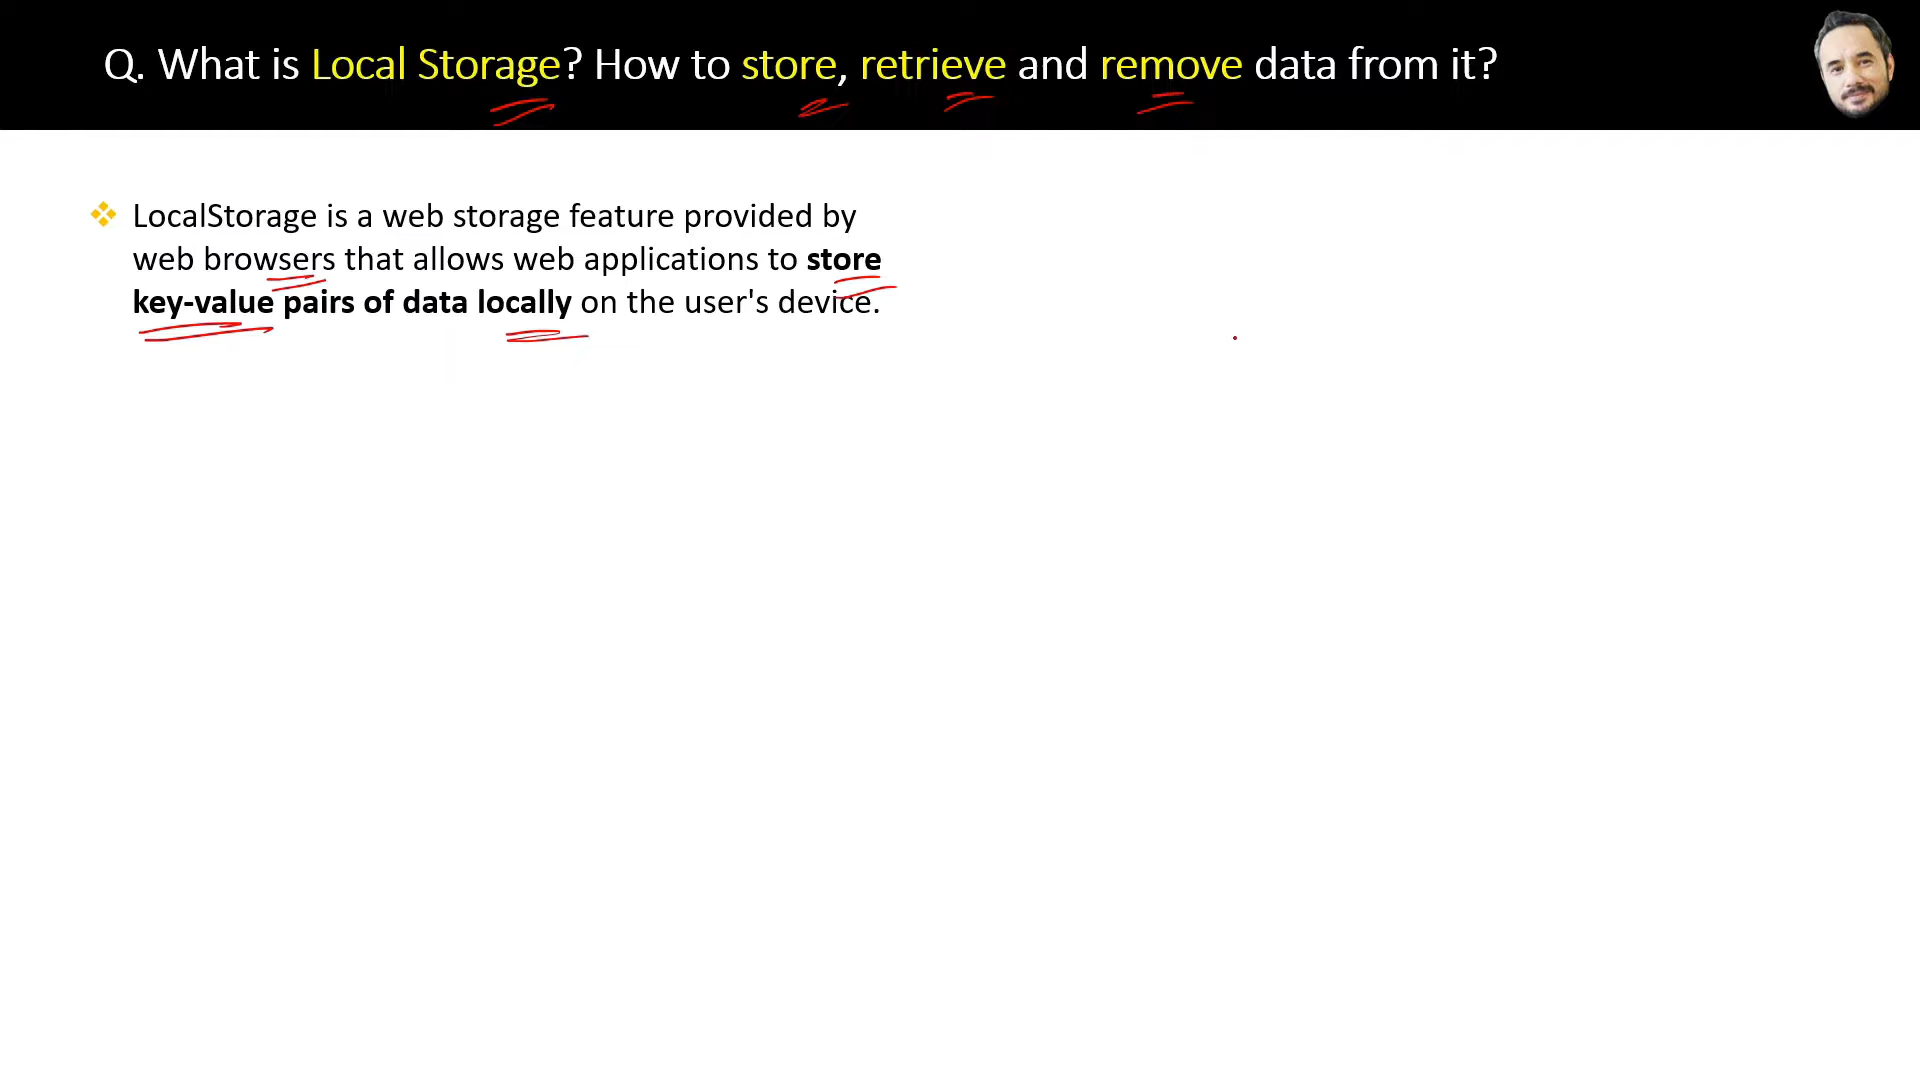 Q. What is Local Storage? How to store, retrieve and remove data from it?
LocalStorage is a web storage feature provided by
web browsers that allows web applications to store
key-value pairs of data locally on the user's device.